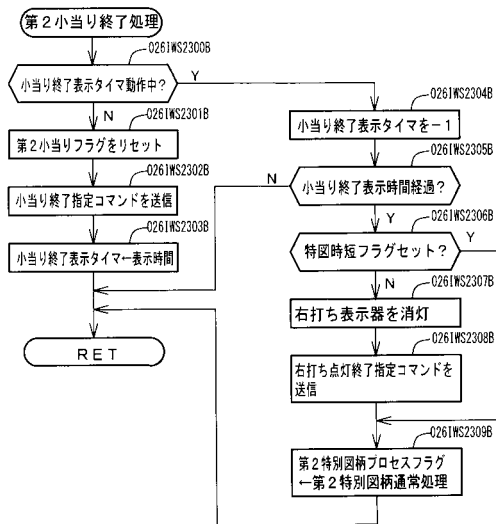 第2小当り終了処理
026IWS2300B
小当り終了表示タイマ動作中?
Y
N
026IWS2301B
第2小当りフラグをリセット
026IWS2302B
小当り終了指定コマンドを送信
026IWS2303B
小当り終了表示タイマ←表示時間
RET
026IWS2304B
小当り終了表示タイマを−1
026IWS2305B
小当り終了表示時間経過?
N
Y
026IWS2306B
特図時短フラグセット?
Y
N
026IWS2307B
右打ち表示器を消灯
026IWS2308B
右打ち点灯終了指定コマンドを
送信
026IWS2309B
第2特別図柄プロセスフラグ
←第2特別図柄通常処理